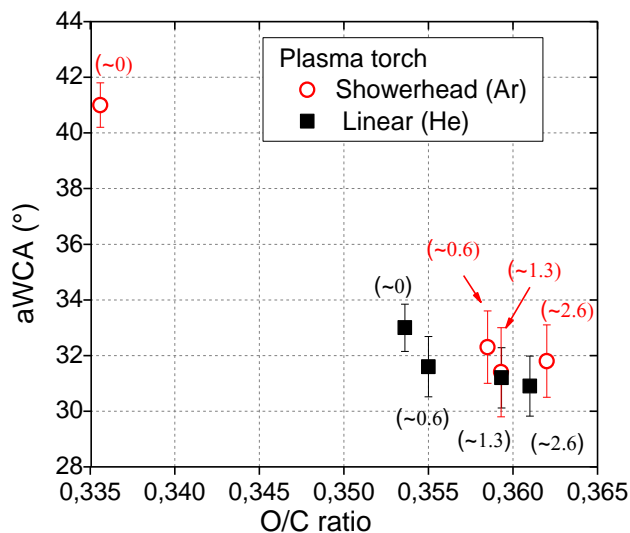 44
42
40
38
36
34
32
30
28
aWCA (°)
(~0)
Plasma torch
Showerhead (Ar)
Linear (He)
(~0.6)
(~1.3)
(~2.6)
(~0)
(~0.6)
(~1.3)
(~2.6)
0,335 0,340 0,345 0,350 0,355 0,360 0,365
O/C ratio